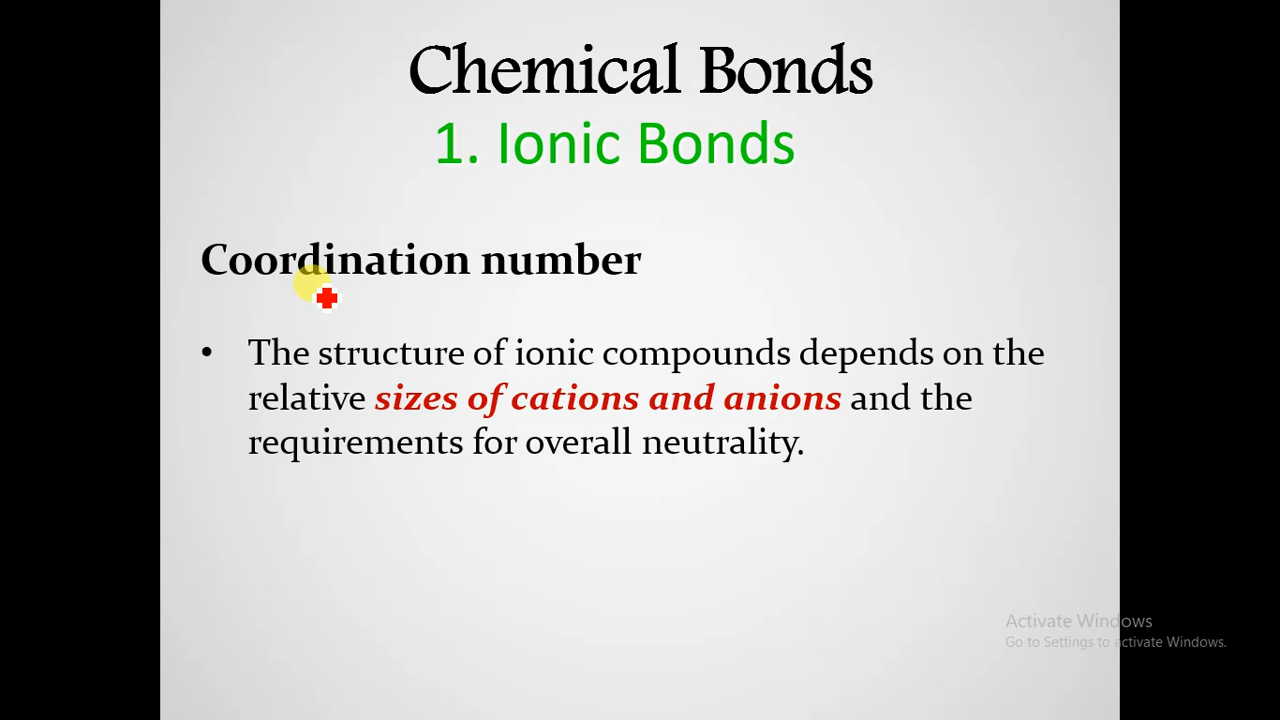 Chemical Bonds
1. Ionic Bonds
Coordination number
• The structure of ionic compounds depends on the
relative sizes of cations and anions and the
requirements for overall neutrality.
Activate Windows
Go to Settings to activate Windows.